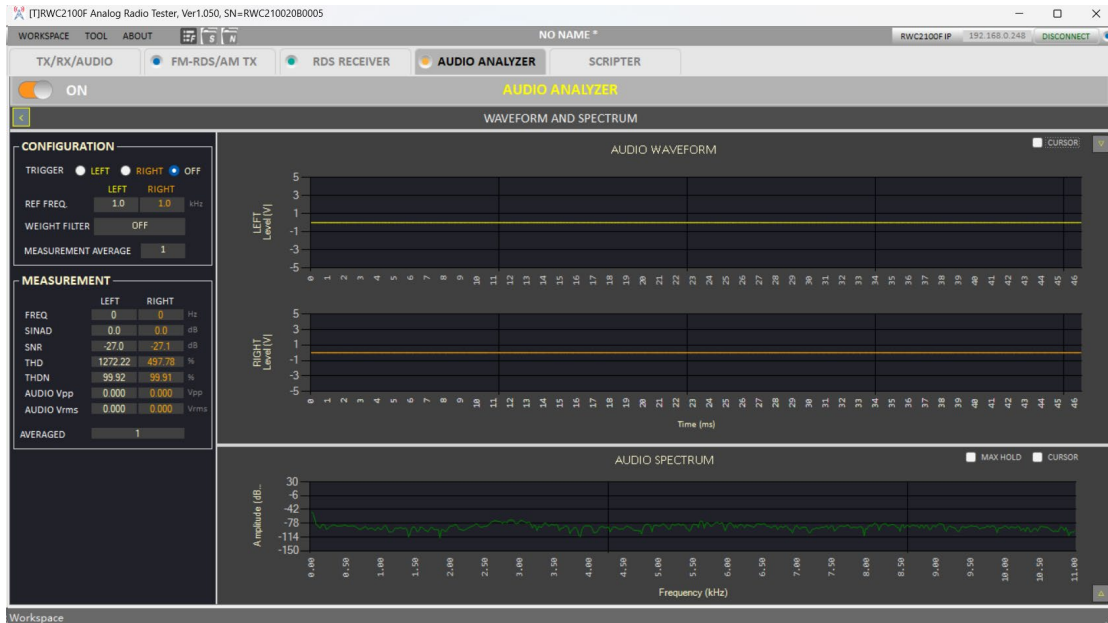 [T]RWC2100F Analog Radio Tester, Ver1.050, SN=RWC210020B0005
WORKSPACE TOOL ABOUT F S N NO NAME * RWC2100F IP 192.168.0.248 DISCONNECT
TX/RX/AUDIO FM-RDS/AM TX RDS RECEIVER AUDIO ANALYZER SCRIPTER
ON AUDIO ANALYZER
< WAVEFORM AND SPECTRUM
CONFIGURATION
TRIGGER LEFT RIGHT OFF
LEFT RIGHT
REF FREQ. 1.0 1.0 kHz
WEIGHT FILTER OFF
MEASUREMENT AVERAGE 1
MEASUREMENT
LEFT RIGHT
FREQ 0 0 Hz
SINAD 0.0 0.0 dB
SNR -27.0 -27.1 dB
THD 1272.22 497.78 %
THDN 99.92 99.91 %
AUDIO Vpp 0.000 0.000 Vpp
AUDIO Vrms 0.000 0.000 Vrms
AVERAGED 1
AUDIO WAVEFORM
CURSOR
LEFT
Level [V]
5
3
1
-1
-3
-5
0 1 2 3 4 5 6 7 8 9 10 11 12 13 14 15 16 17 18 19 20 21 22 23 24 25 26 27 28 29 30 31 32 33 34 35 36 37 38 39 40 41 42 43 44 45 46
RIGHT
Level [V]
5
3
1
-1
-3
-5
0 1 2 3 4 5 6 7 8 9 10 11 12 13 14 15 16 17 18 19 20 21 22 23 24 25 26 27 28 29 30 31 32 33 34 35 36 37 38 39 40 41 42 43 44 45 46
Time (ms)
AUDIO SPECTRUM
MAX HOLD CURSOR
Amplitude (dB...
30
-6
-42
-78
-114
-150
0.00 0.50 1.00 1.50 2.00 2.50 3.00 3.50 4.00 4.50 5.00 5.50 6.00 6.50 7.00 7.50 8.00 8.50 9.00 9.50 10.00 10.50 11.00
Frequency (kHz)
Workspace